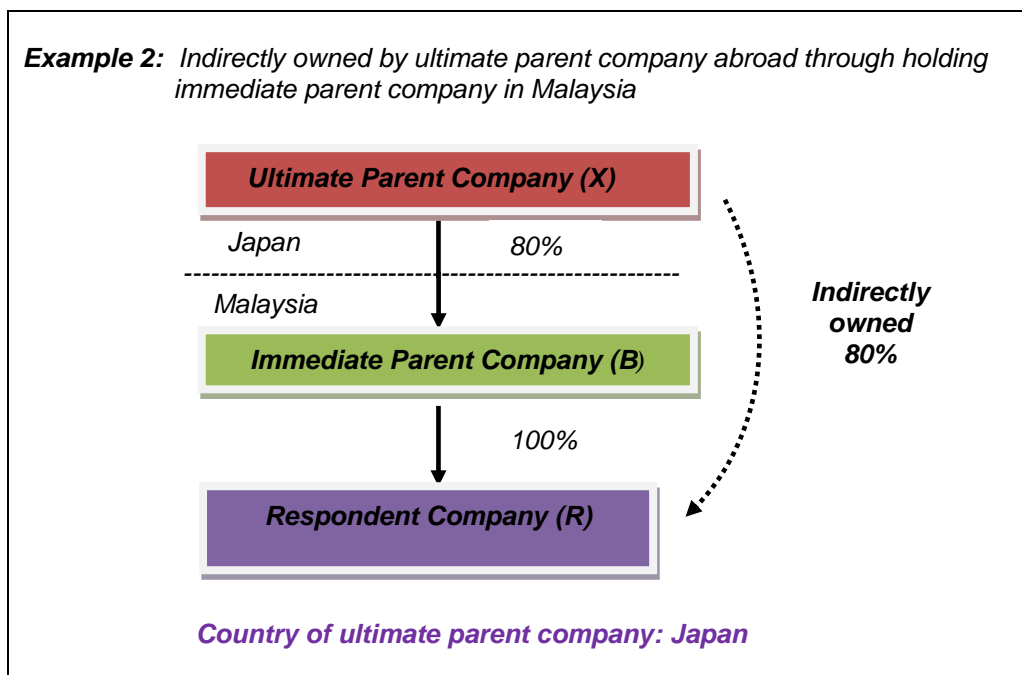 Example 2: Indirectly owned by ultimate parent company abroad through holding
immediate parent company in Malaysia
Ultimate Parent Company (X)
Japan
80%
Malaysia
Indirectly
owned
80%
Immediate Parent Company (B)
100%
Respondent Company (R)
Country of ultimate parent company: Japan